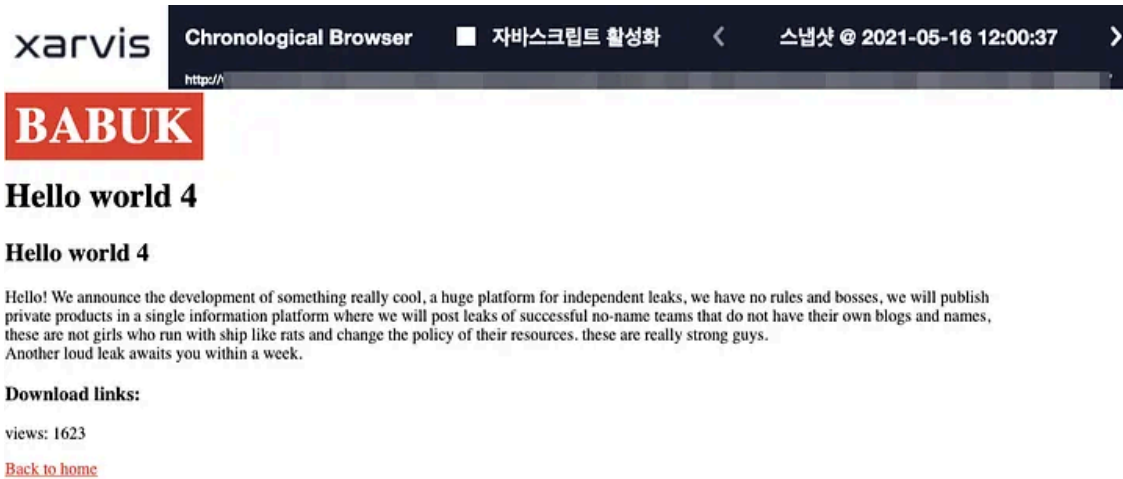 xarvis
Chronological Browser 자바스크립트 활성화 스냅샷 @ 2021-05-16 12:00:37
http://
BABUK
Hello world 4
Hello world 4
Hello! We announce the development of something really cool, a huge platform for independent leaks, we have no rules and bosses, we will publish
private products in a single information platform where we will post leaks of successful no-name teams that do not have their own blogs and names,
these are not girls who run with ship like rats and change the policy of their resources. these are really strong guys.
Another loud leak awaits you within a week.
Download links:
views: 1623
Back to home